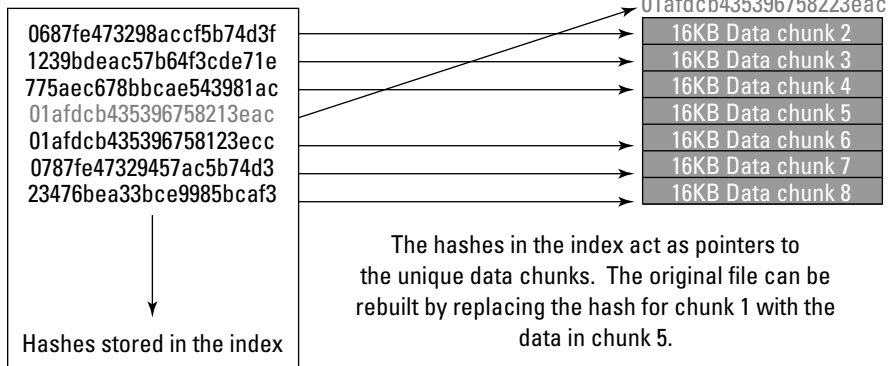 0687fe473298accf5b74d3f
1239bdeac57b64f3cde71e
775aec678bbcae543981ac
01afdcb435396758213eac
01afdcb435396758123ecc
0787fe47329457ac5b74d3
23476bea33bce9985bcaf3
Hashes stored in the index
01afdcb435396758223eac
16KB Data chunk 2
16KB Data chunk 3
16KB Data chunk 4
16KB Data chunk 5
16KB Data chunk 6
16KB Data chunk 7
16KB Data chunk 8
The hashes in the index act as pointers to
the unique data chunks. The original file can be
rebuilt by replacing the hash for chunk 1 with the
data in chunk 5.